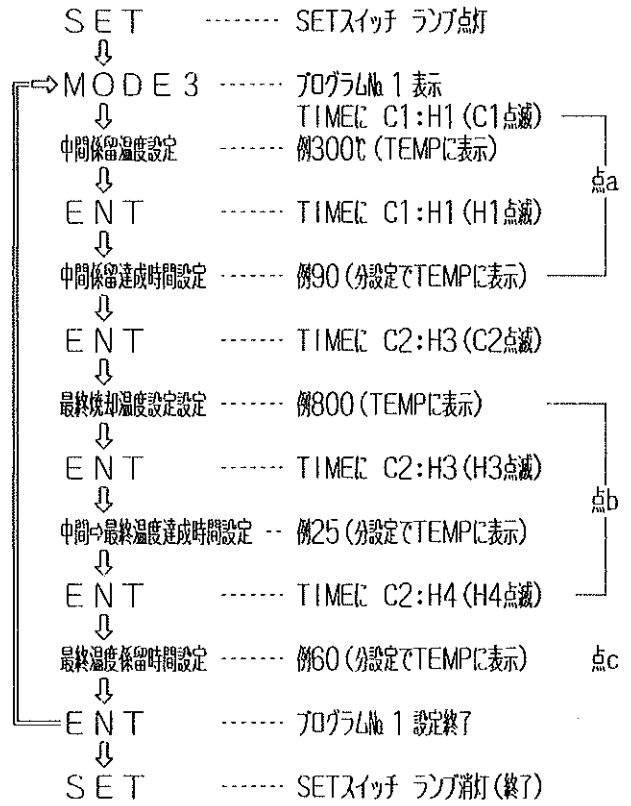 SET ------- SETスイッチ ランプ点灯
⇩
⇨MODE3 ------ プログラム№1表示
⇩ TIMEに C1:H1(C1点滅)
中間係留温度設定 ------- 例300℃(TEMPに表示)
⇩ 点a
ENT ------- TIMEに C1:H1(H1点滅)
⇩
中間係留達成時間設定 ------- 例90(分設定でTEMPに表示)
⇩
ENT ------- TIMEに C2:H3(C2点滅)
⇩
最終焼却温度設定設定 ------- 例800(TEMPに表示)
⇩
ENT ------- TIMEに C2:H3(H3点滅)
⇩ 点b
中間⇨最終温度達成時間設定 -- 例25(分設定でTEMPに表示)
⇩
ENT ------- TIMEに C2:H4(H4点滅)
⇩
最終温度係留時間設定 ------- 例60(分設定でTEMPに表示) 点c
⇩
ENT ------- プログラム№1設定終了
⇩
SET ------- SETスイッチ ランプ消灯(終了)